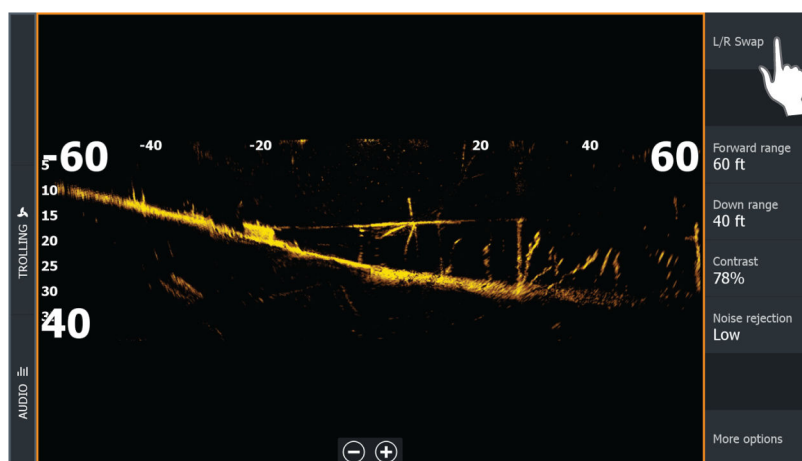 L/R Swap
-60
-40
-20
20
40
60
5
10
15
20
25
30
40
Forward range
60 ft
Down range
40 ft
Contrast
78%
Noise rejection
Low
More options
TROLLING
AUDIO